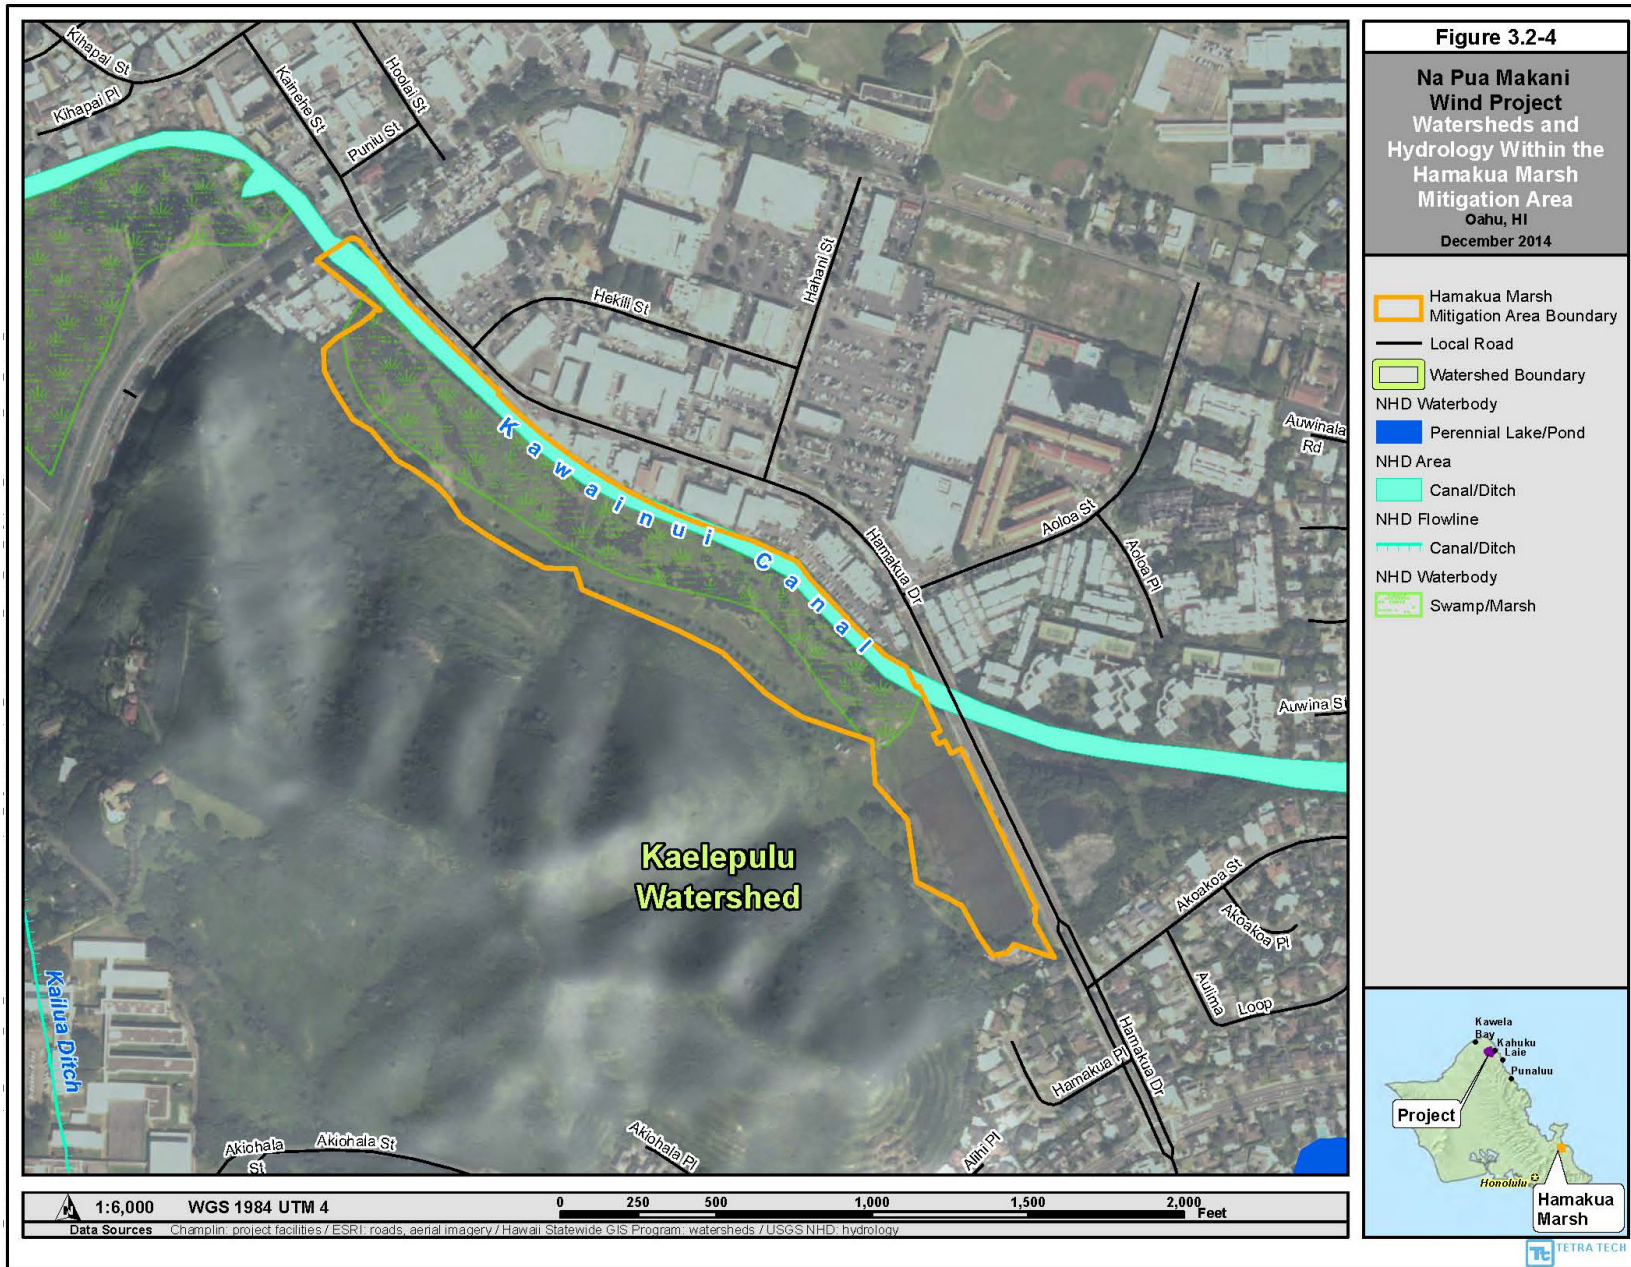 Kihapai St
Kihapai Pl
Kainehe St
Hoolai St
Puniu St
Hekili St
Hahani St
Kawainui Canal
Hamakua Dr
Aoloa St
Aoloa Pl
Auwinala
Rd
Auwina St
Kaelepulu
Watershed
Kailua Ditch
Akoakoa St
Akoakoa Pl
Aulima
Loop
Hamakua Pl
Hamakua Dr
Akiohala
St
Akiohala St
Akiohala Pl
Alihi Pl
Figure 3.2-4
Na Pua Makani
Wind Project
Watersheds and
Hydrology Within the
Hamakua Marsh
Mitigation Area
Oahu, HI
December 2014
Hamakua Marsh
Mitigation Area Boundary
Local Road
Watershed Boundary
NHD Waterbody
Perennial Lake/Pond
NHD Area
Canal/Ditch
NHD Flowline
Canal/Ditch
NHD Waterbody
Swamp/Marsh
Kawela
Bay
Kahuku
Laie
Punaluu
Project
Honolulu
Hamakua
Marsh
1:6,000 WGS 1984 UTM 4
0 250 500 1,000 1,500 2,000
Feet
Data Sources Champlin: project facilities / ESRI: roads, aerial imagery / Hawaii Statewide GIS Program: watersheds / USGS NHD: hydrology
Tt TETRA TECH